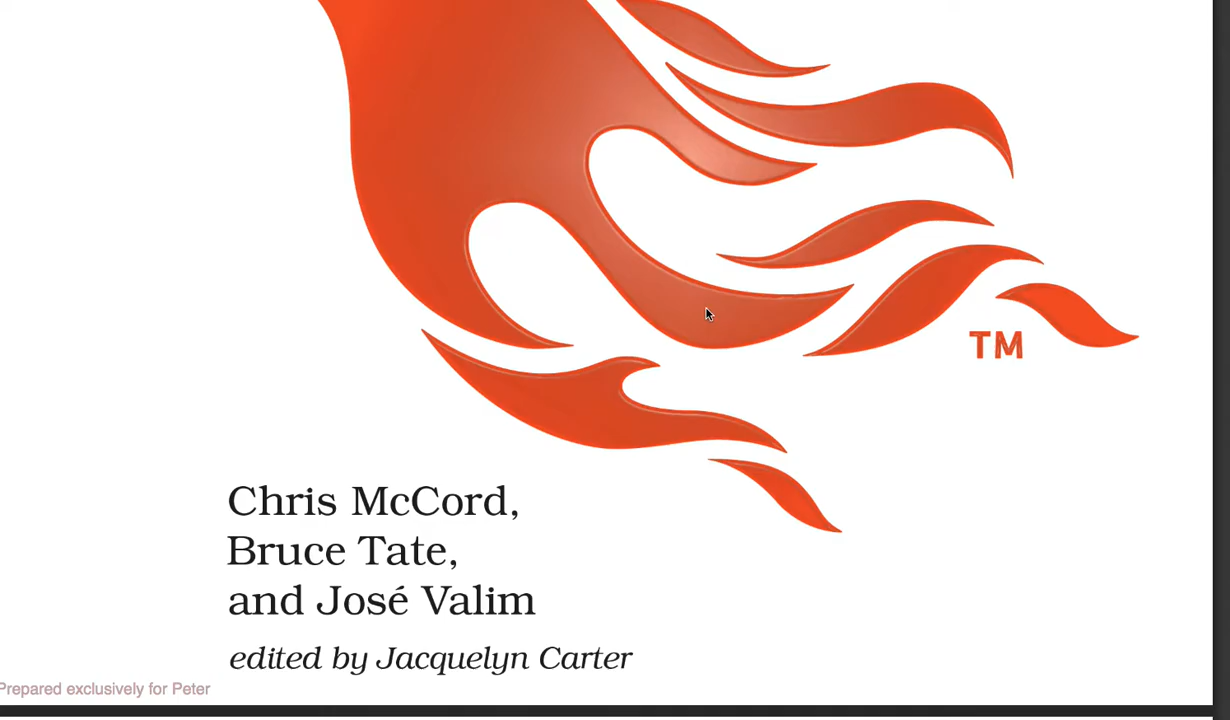 TM
Chris McCord,
Bruce Tate,
and José Valim
edited by Jacquelyn Carter
Prepared exclusively for Peter